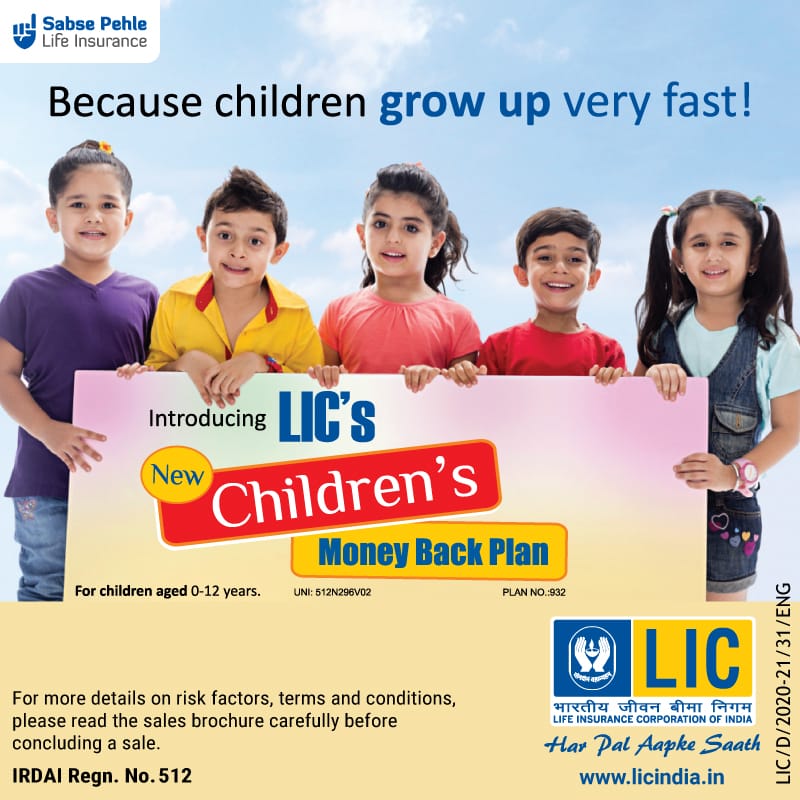 Sabse Pehle
Life Insurance
Because children grow up very fast!
Introducing LIC's
New
Children's
Money Back Plan
For children aged 0-12 years.
UNI: 512N296V02
PLAN NO.:932
LIC
भारतीय जीवन बीमा निगम
LIFE INSURANCE CORPORATION OF INDIA
Har Pal Aapke Saath
www.licindia.in
For more details on risk factors, terms and conditions,
please read the sales brochure carefully before
concluding a sale.
IRDAI Regn. No. 512
LIC/D/2020-21/31/ENG